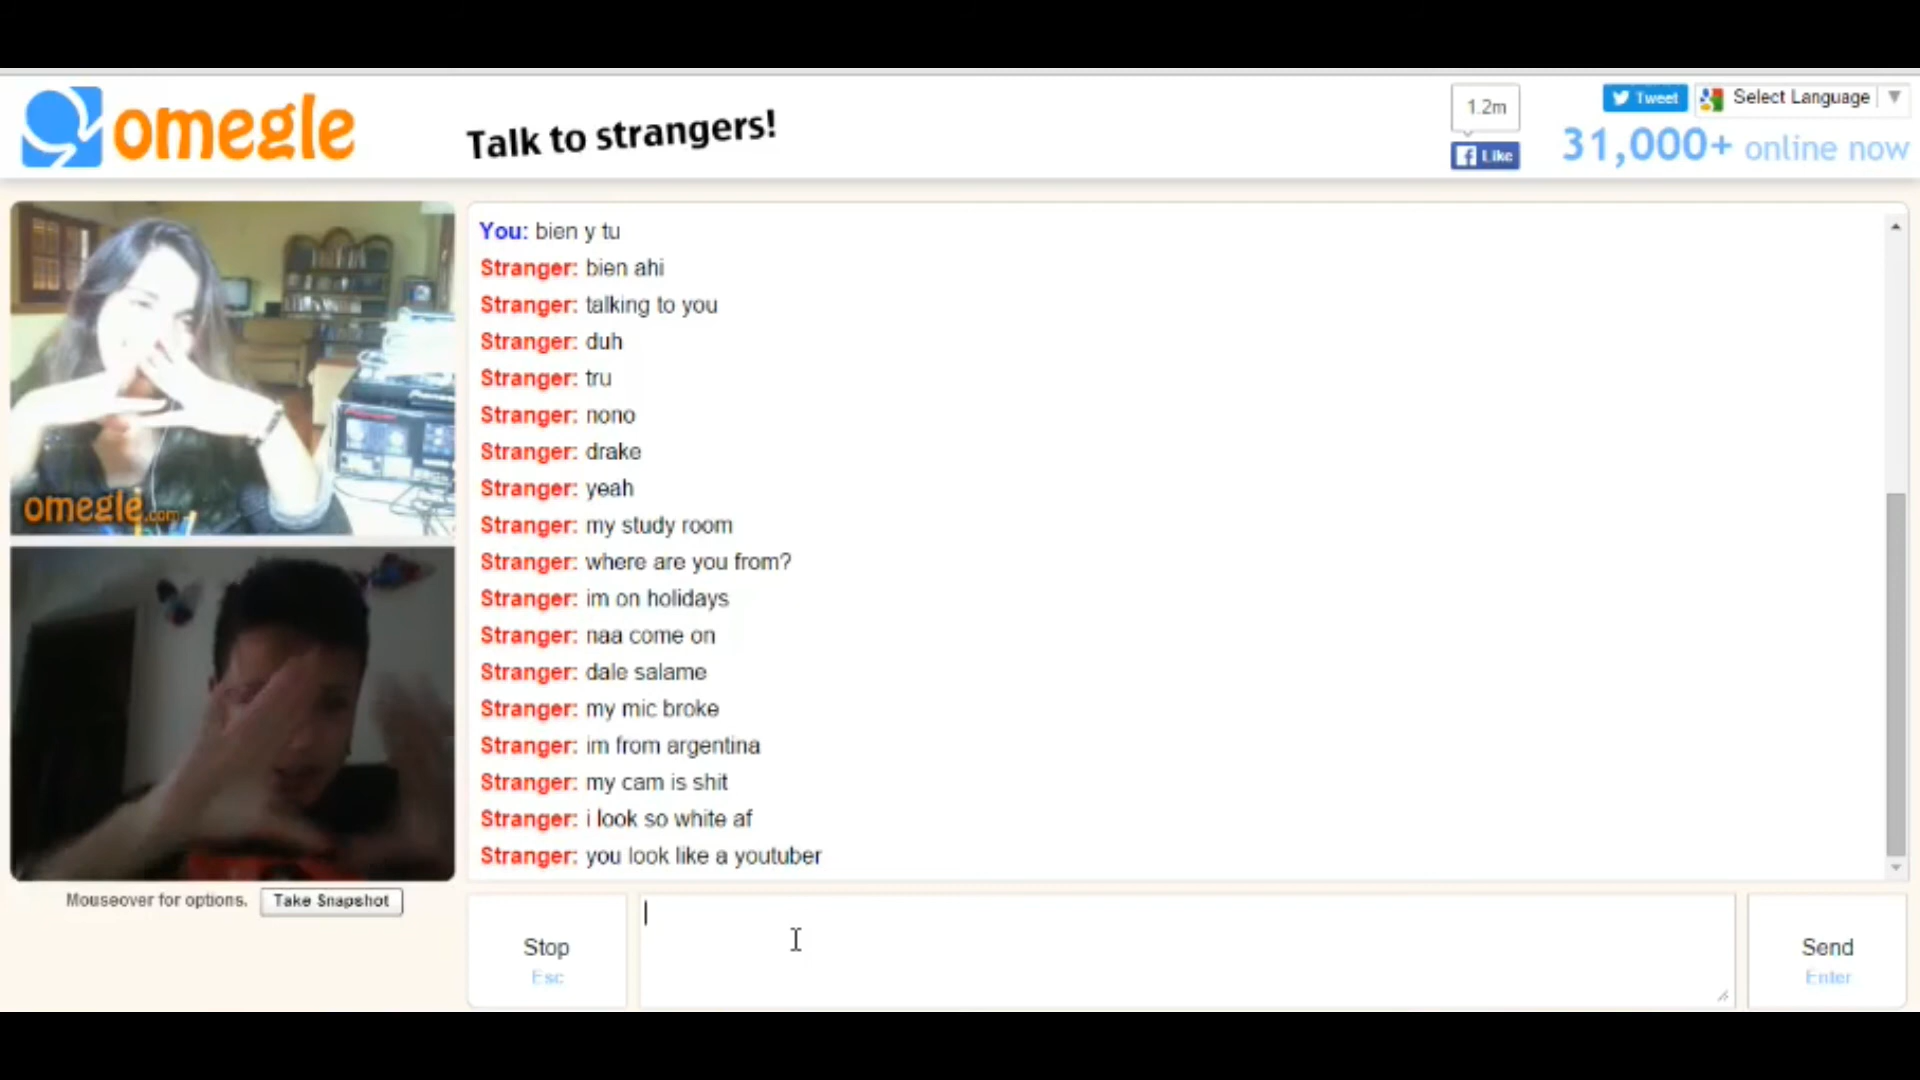 omegle
Talk to strangers!
1.2m
Like
Tweet
Select Language
31,000+ online now
omegle.com
You: bien y tu
Stranger: bien ahi
Stranger: talking to you
Stranger: duh
Stranger: tru
Stranger: nono
Stranger: drake
Stranger: yeah
Stranger: my study room
Stranger: where are you from?
Stranger: im on holidays
Stranger: naa come on
Stranger: dale salame
Stranger: my mic broke
Stranger: im from argentina
Stranger: my cam is shit
Stranger: i look so white af
Stranger: you look like a youtuber
Mouseover for options.
Take Snapshot
Stop
Esc
Send
Enter